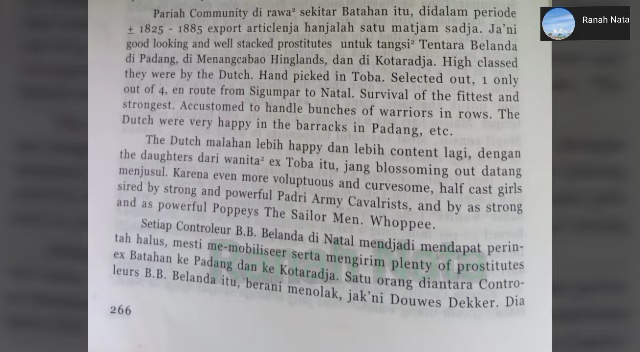 Pariah Community di rawa² sekitar Batahan itu, didalam periode
± 1825 - 1885 export articlenja hanjalah satu matjam sadja. Ja'ni
good looking and well stacked prostitutes untuk tangsi² Tentara Belanda
di Padang, di Menangcabao Hinglands, dan di Kotaradja. High classed
they were by the Dutch. Hand picked in Toba. Selected out, 1 only
out of 4, en route from Sigumpar to Natal. Survival of the fittest and
strongest. Accustomed to handle bunches of warriors in rows. The
Dutch were very happy in the barracks in Padang, etc.
The Dutch malahan lebih happy dan lebih content lagi, dengan
the daughters dari wanita² ex Toba itu, jang blossoming out datang
menjusul. Karena even more voluptuous and curvesome, half cast girls
sired by strong and powerful Padri Army Cavalrists, and by as strong
and as powerful Poppeys The Sailor Men. Whoppee.
Setiap Controleur B.B. Belanda di Natal mendjadi mendapat perin-
tah halus, mesti me-mobiliseer serta mengirim plenty of prostitutes
ex Batahan ke Padang dan ke Kotaradja. Satu orang diantara Contro-
leurs B.B. Belanda itu, berani menolak, jak'ni Douwes Dekker. Dia
266
Ranah Nata